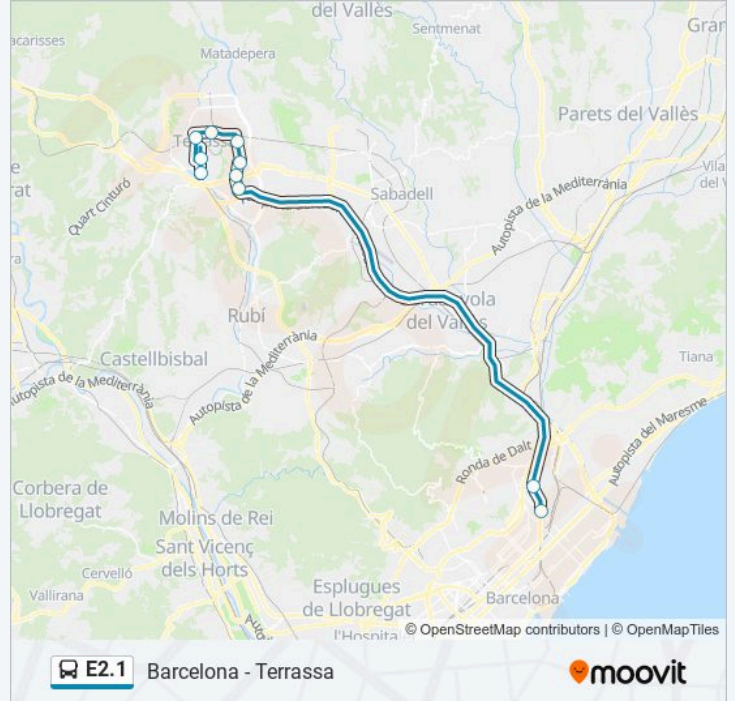 del Vallès
Sentmenat
Gran
acarisses
Matadepera
Parets del Vallès
Terrassa
e
rat
Quart Cinturó
Sabadell
Autopista de la Mediterrània
Vila
del V
ra
Rubí
del Vallès
Castellbisbal
Autopista de la Mediterrània
Autopista de la Mediterrània
Tiana
Ronda de Dalt
Autopista del Maresme
Corbera de
Llobregat
Molins de Rei
Sant Vicenç
dels Horts
Cervelló
Vallirana
Esplugues
de Llobregat
Barcelona
l'Hospita
© OpenStreetMap contributors | © OpenMapTiles
E2.1 Barcelona - Terrassa
moovit